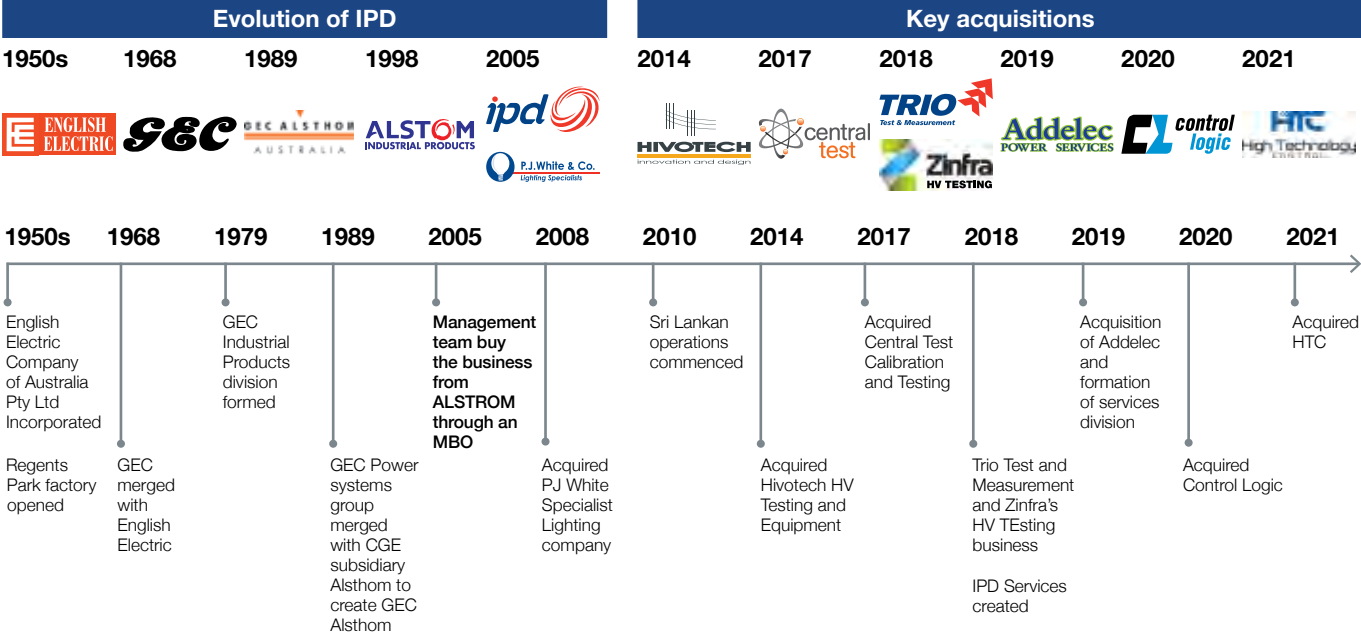 Evolution of IPD
Key acquisitions
1950s
1968
1989
1998
2005
2014
2017
2018
2019
2020
2021
ENGLISH
ELECTRIC
GEC
GEC ALSTHOM
AUSTRALIA
ALSTOM
INDUSTRIAL PRODUCTS
ipd
P.J.White & Co.
Lighting Specialists
HIVOTECH
innovation and design
central
test
TRIO
Test & Measurement
Zinfra
HV TESTING
Addelec
POWER SERVICES
control
logic
HTC
High Technology
1950s
1968
1979
1989
2005
2008
2010
2014
2017
2018
2019
2020
2021
English
Electric
Company
of Australia
Pty Ltd
Incorporated
Regents
Park factory
opened
GEC
merged
with
English
Electric
GEC
Industrial
Products
division
formed
GEC Power
systems
group
merged
with CGE
subsidiary
Alsthom to
create GEC
Alsthom
Management
team buy
the business
from
ALSTROM
through an
MBO
Acquired
PJ White
Specialist
Lighting
company
Sri Lankan
operations
commenced
Acquired
Hivotech HV
Testing and
Equipment
Acquired
Central Test
Calibration
and Testing
Trio Test and
Measurement
and Zinfra's
HV TEsting
business
IPD Services
created
Acquisition
of Addelec
and
formation
of services
division
Acquired
Control Logic
Acquired
HTC